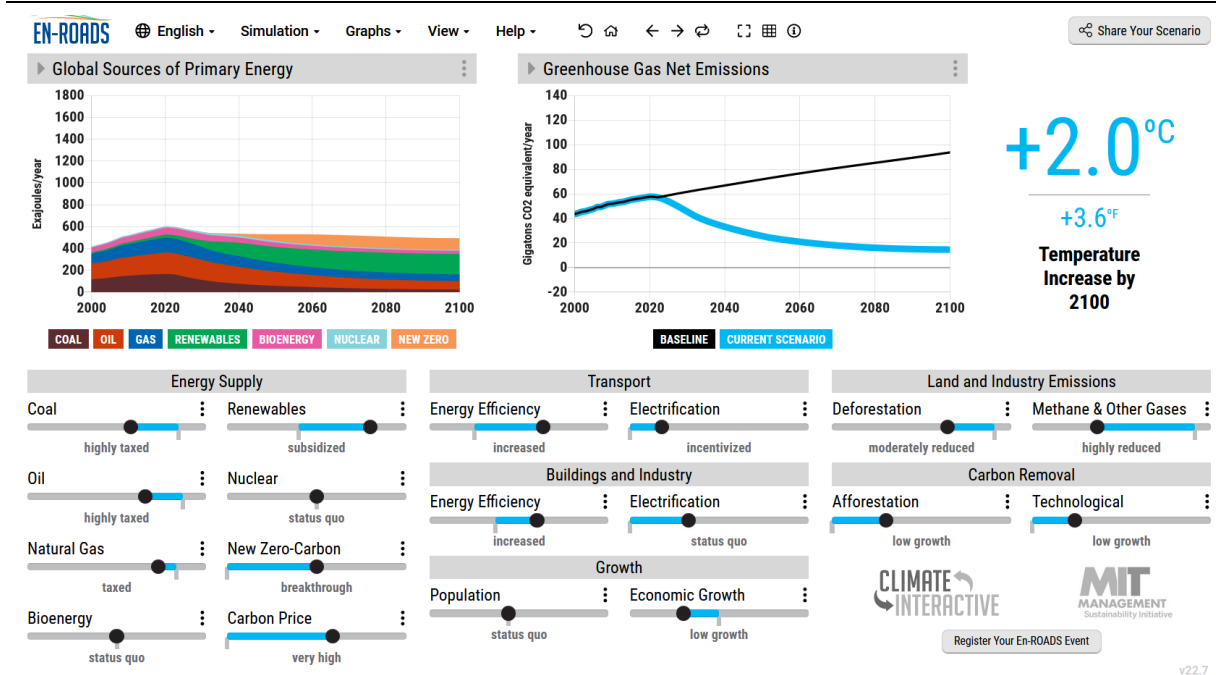 EN-ROADS English Simulation Graphs View Help Share Your Scenario
Global Sources of Primary Energy
1800
1600
1400
1200
1000
800
600
400
200
0
Exajoules/year
2000 2020 2040 2060 2080 2100
COAL OIL GAS RENEWABLES BIOENERGY NUCLEAR NEW ZERO
Greenhouse Gas Net Emissions
140
120
100
80
60
40
20
0
-20
Gigatons CO2 equivalent/year
2000 2020 2040 2060 2080 2100
BASELINE CURRENT SCENARIO
+2.0°C
+3.6°F
Temperature
Increase by
2100
Energy Supply
Coal
highly taxed
Renewables
subsidized
Oil
highly taxed
Nuclear
status quo
Natural Gas
taxed
New Zero-Carbon
breakthrough
Bioenergy
status quo
Carbon Price
very high
Transport
Energy Efficiency
increased
Electrification
incentivized
Buildings and Industry
Energy Efficiency
increased
Electrification
status quo
Growth
Population
status quo
Economic Growth
low growth
Land and Industry Emissions
Deforestation
moderately reduced
Methane & Other Gases
highly reduced
Carbon Removal
Afforestation
low growth
Technological
low growth
CLIMATE
INTERACTIVE
MIT
MANAGEMENT
Sustainability Initiative
Register Your En-ROADS Event
v22.7